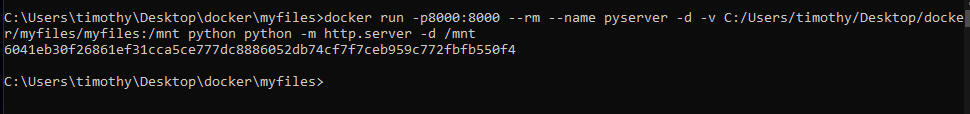 C:\Users\timothy\Desktop\docker\myfiles>docker run -p8000:8000 --rm --name pyserver -d -v C:/Users/timothy/Desktop/docke
r/myfiles/myfiles:/mnt python python -m http.server -d /mnt
6041eb30f26861ef31cca5ce777dc8886052db74cf7f7ceb959c772fbfb550f4
C:\Users\timothy\Desktop\docker\myfiles>